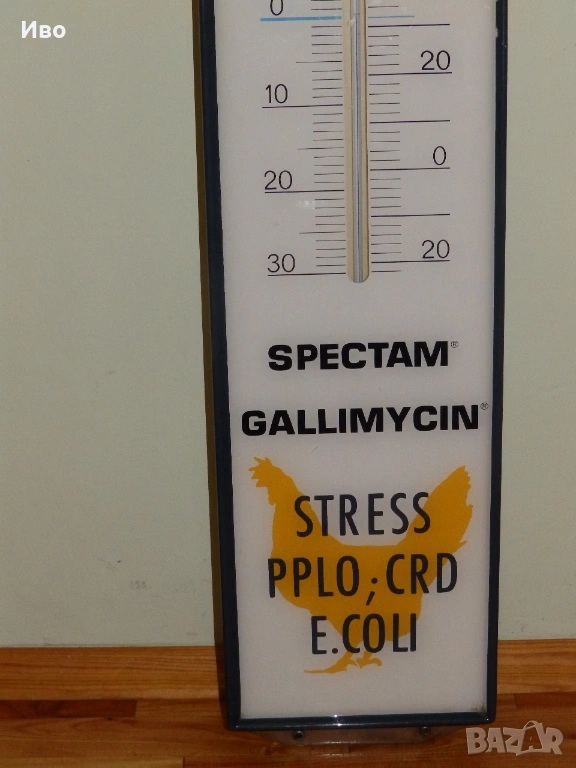 Иво
0
20
10
0
20
20
30
SPECTAM®
GALLIMYCIN®
STRESS
PPLO; CRD
E.COLI
BAZAR